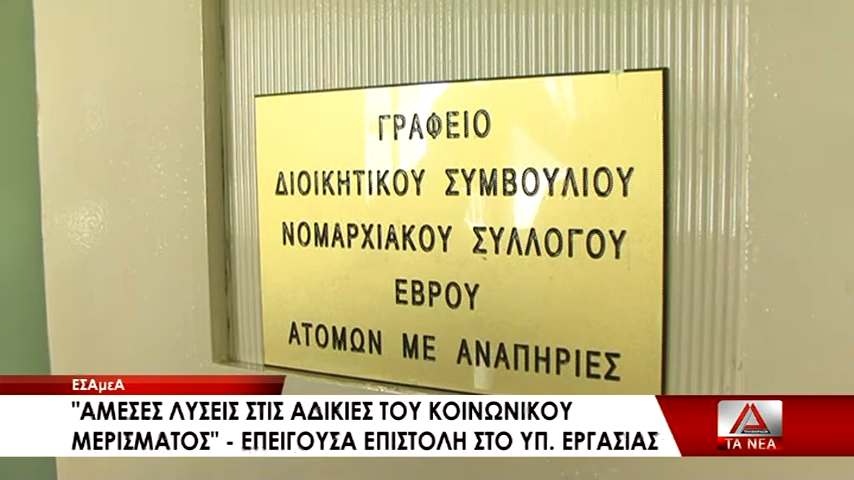 ΓΡΑΦΕΙΟ
ΔΙΟΙΚΗΤΙΚΟΥ ΣΥΜΒΟΥΛΙΟΥ
ΝΟΜΑΡΧΙΑΚΟΥ ΣΥΛΛΟΓΟΥ
ΕΒΡΟΥ
ΑΤΟΜΩΝ ΜΕ ΑΝΑΠΗΡΙΕΣ
ΕΣΑμεΑ
"ΑΜΕΣΕΣ ΛΥΣΕΙΣ ΣΤΙΣ ΑΔΙΚΙΕΣ ΤΟΥ ΚΟΙΝΩΝΙΚΟΥ
ΜΕΡΙΣΜΑΤΟΣ" - ΕΠΕΙΓΟΥΣΑ ΕΠΙΣΤΟΛΗ ΣΤΟ ΥΠ. ΕΡΓΑΣΙΑΣ
ΤΑ ΝΕΑ